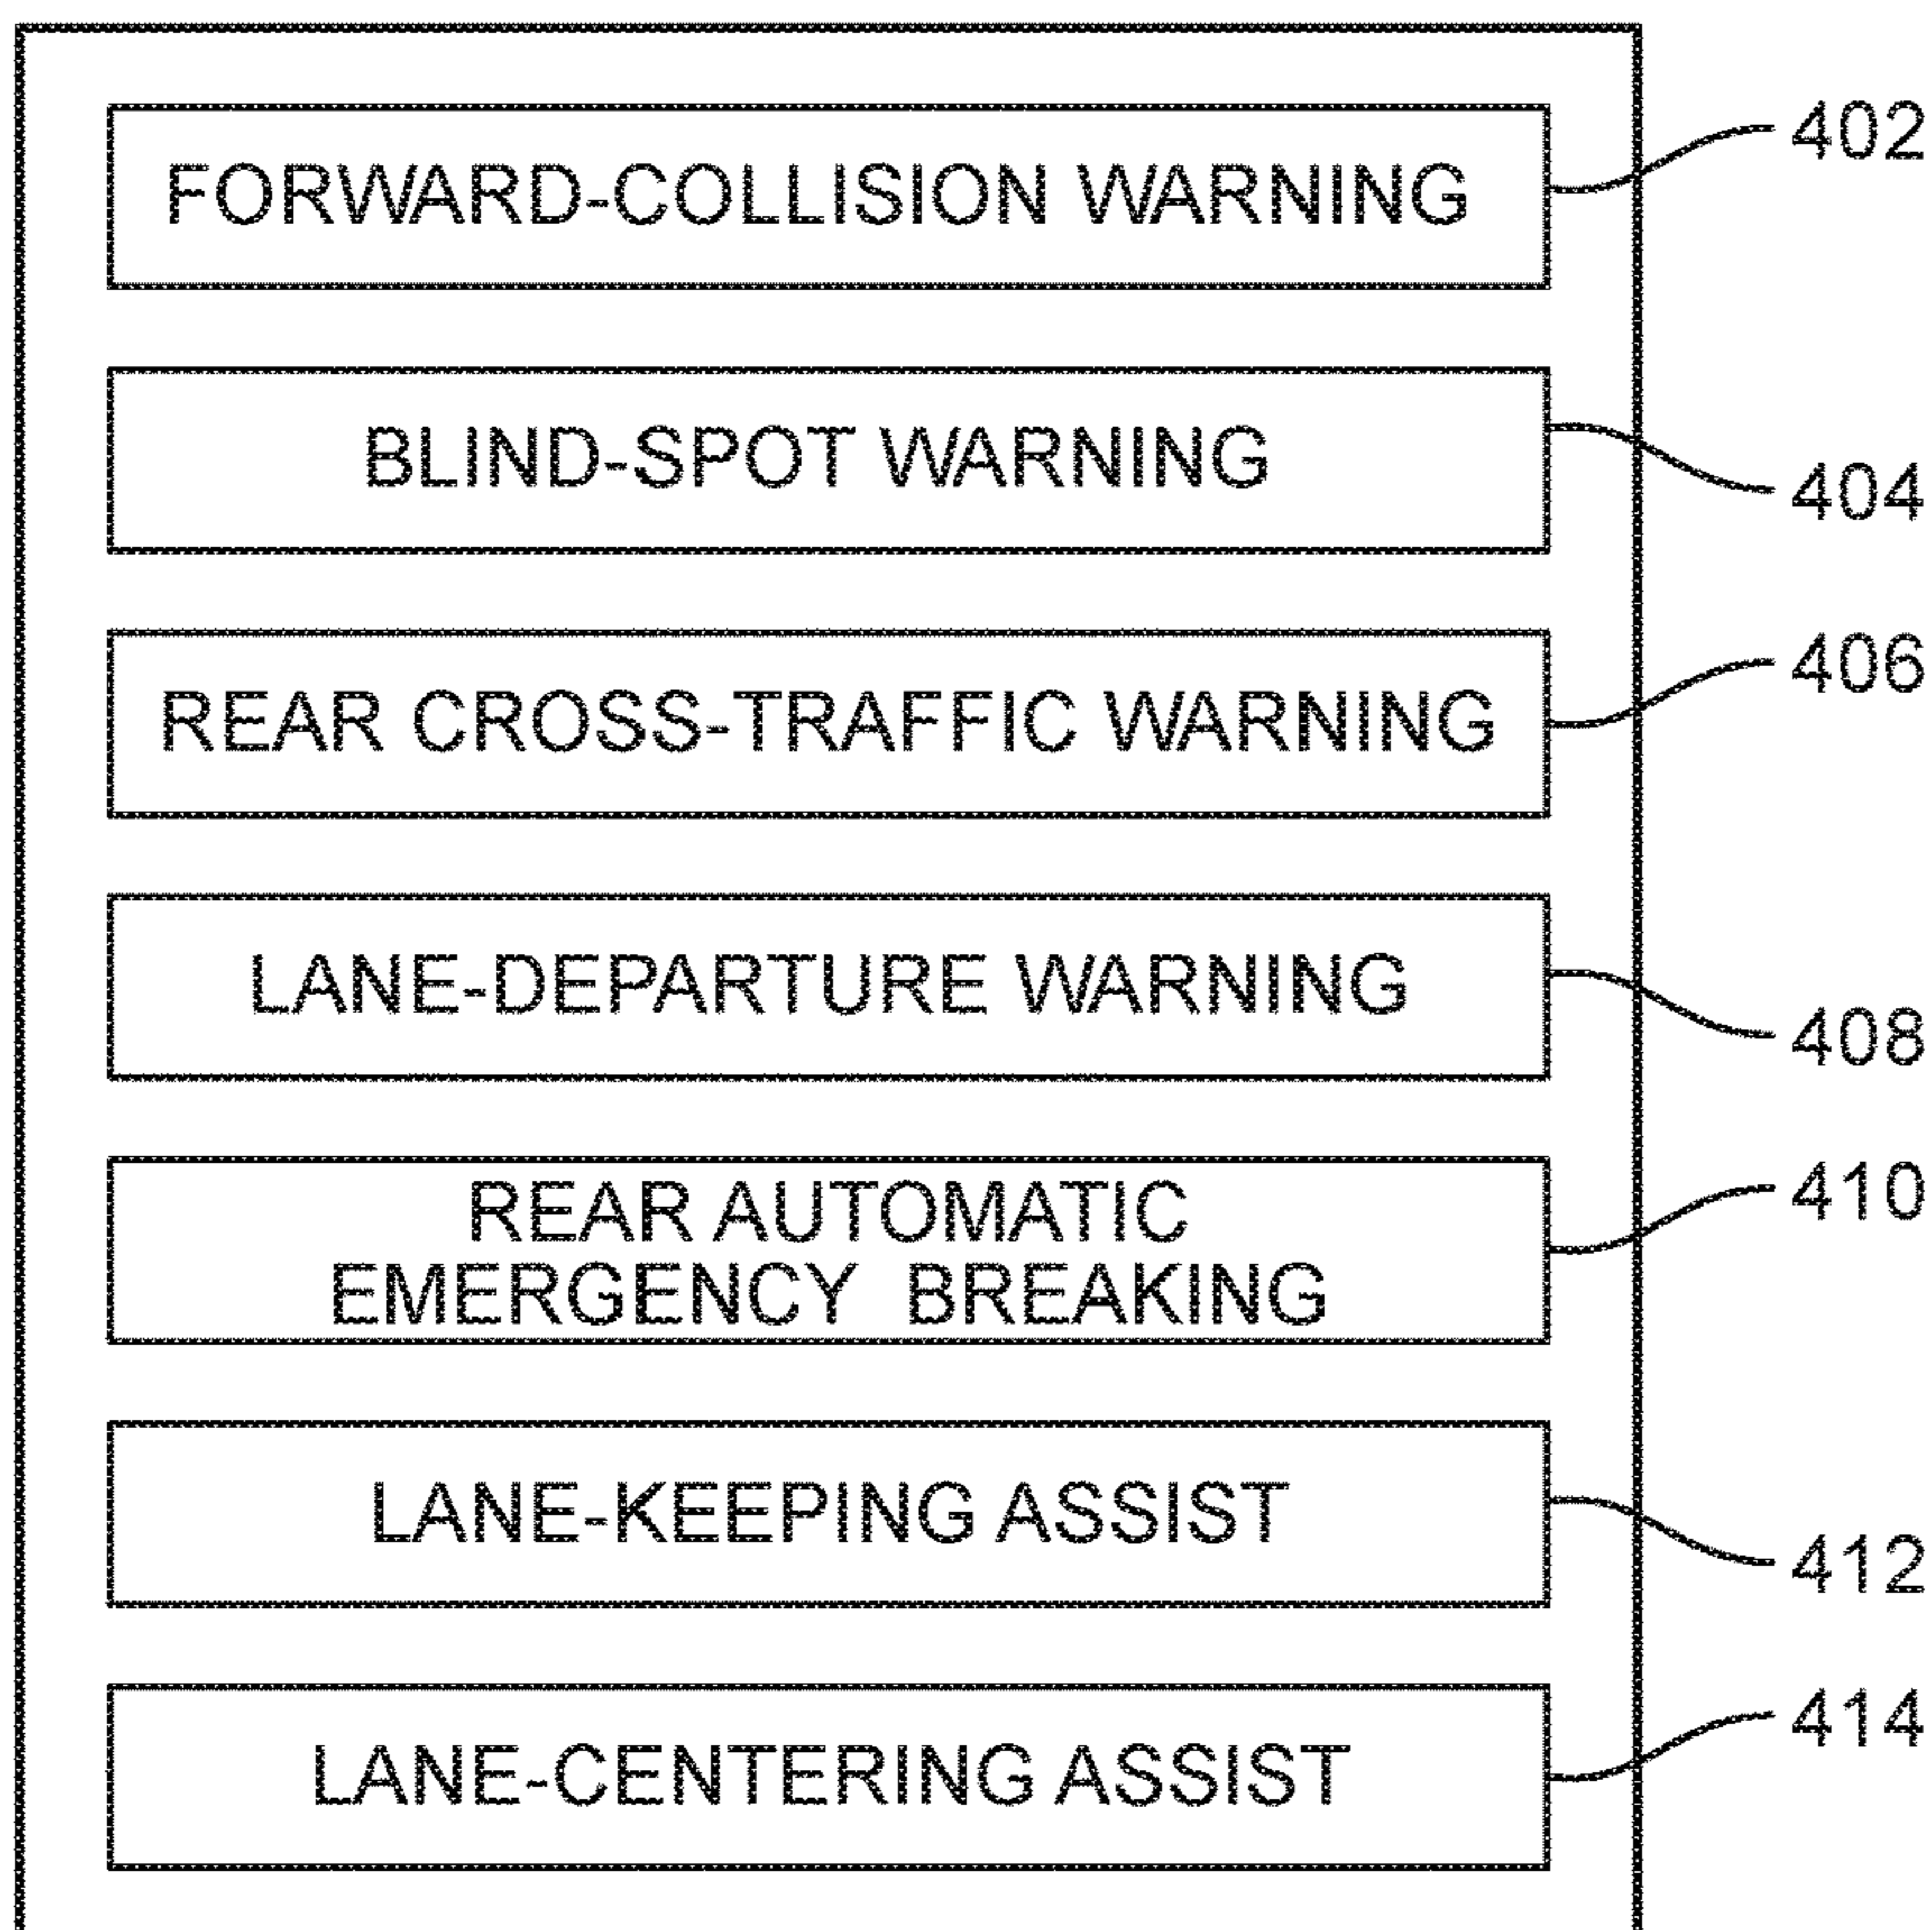 FORWARD-COLLISION WARNING
402
BLIND-SPOT WARNING
404
REAR CROSS-TRAFFIC WARNING
406
LANE-DEPARTURE WARNING
408
REAR AUTOMATIC
EMERGENCY BREAKING
410
LANE-KEEPING ASSIST
412
LANE-CENTERING ASSIST
414